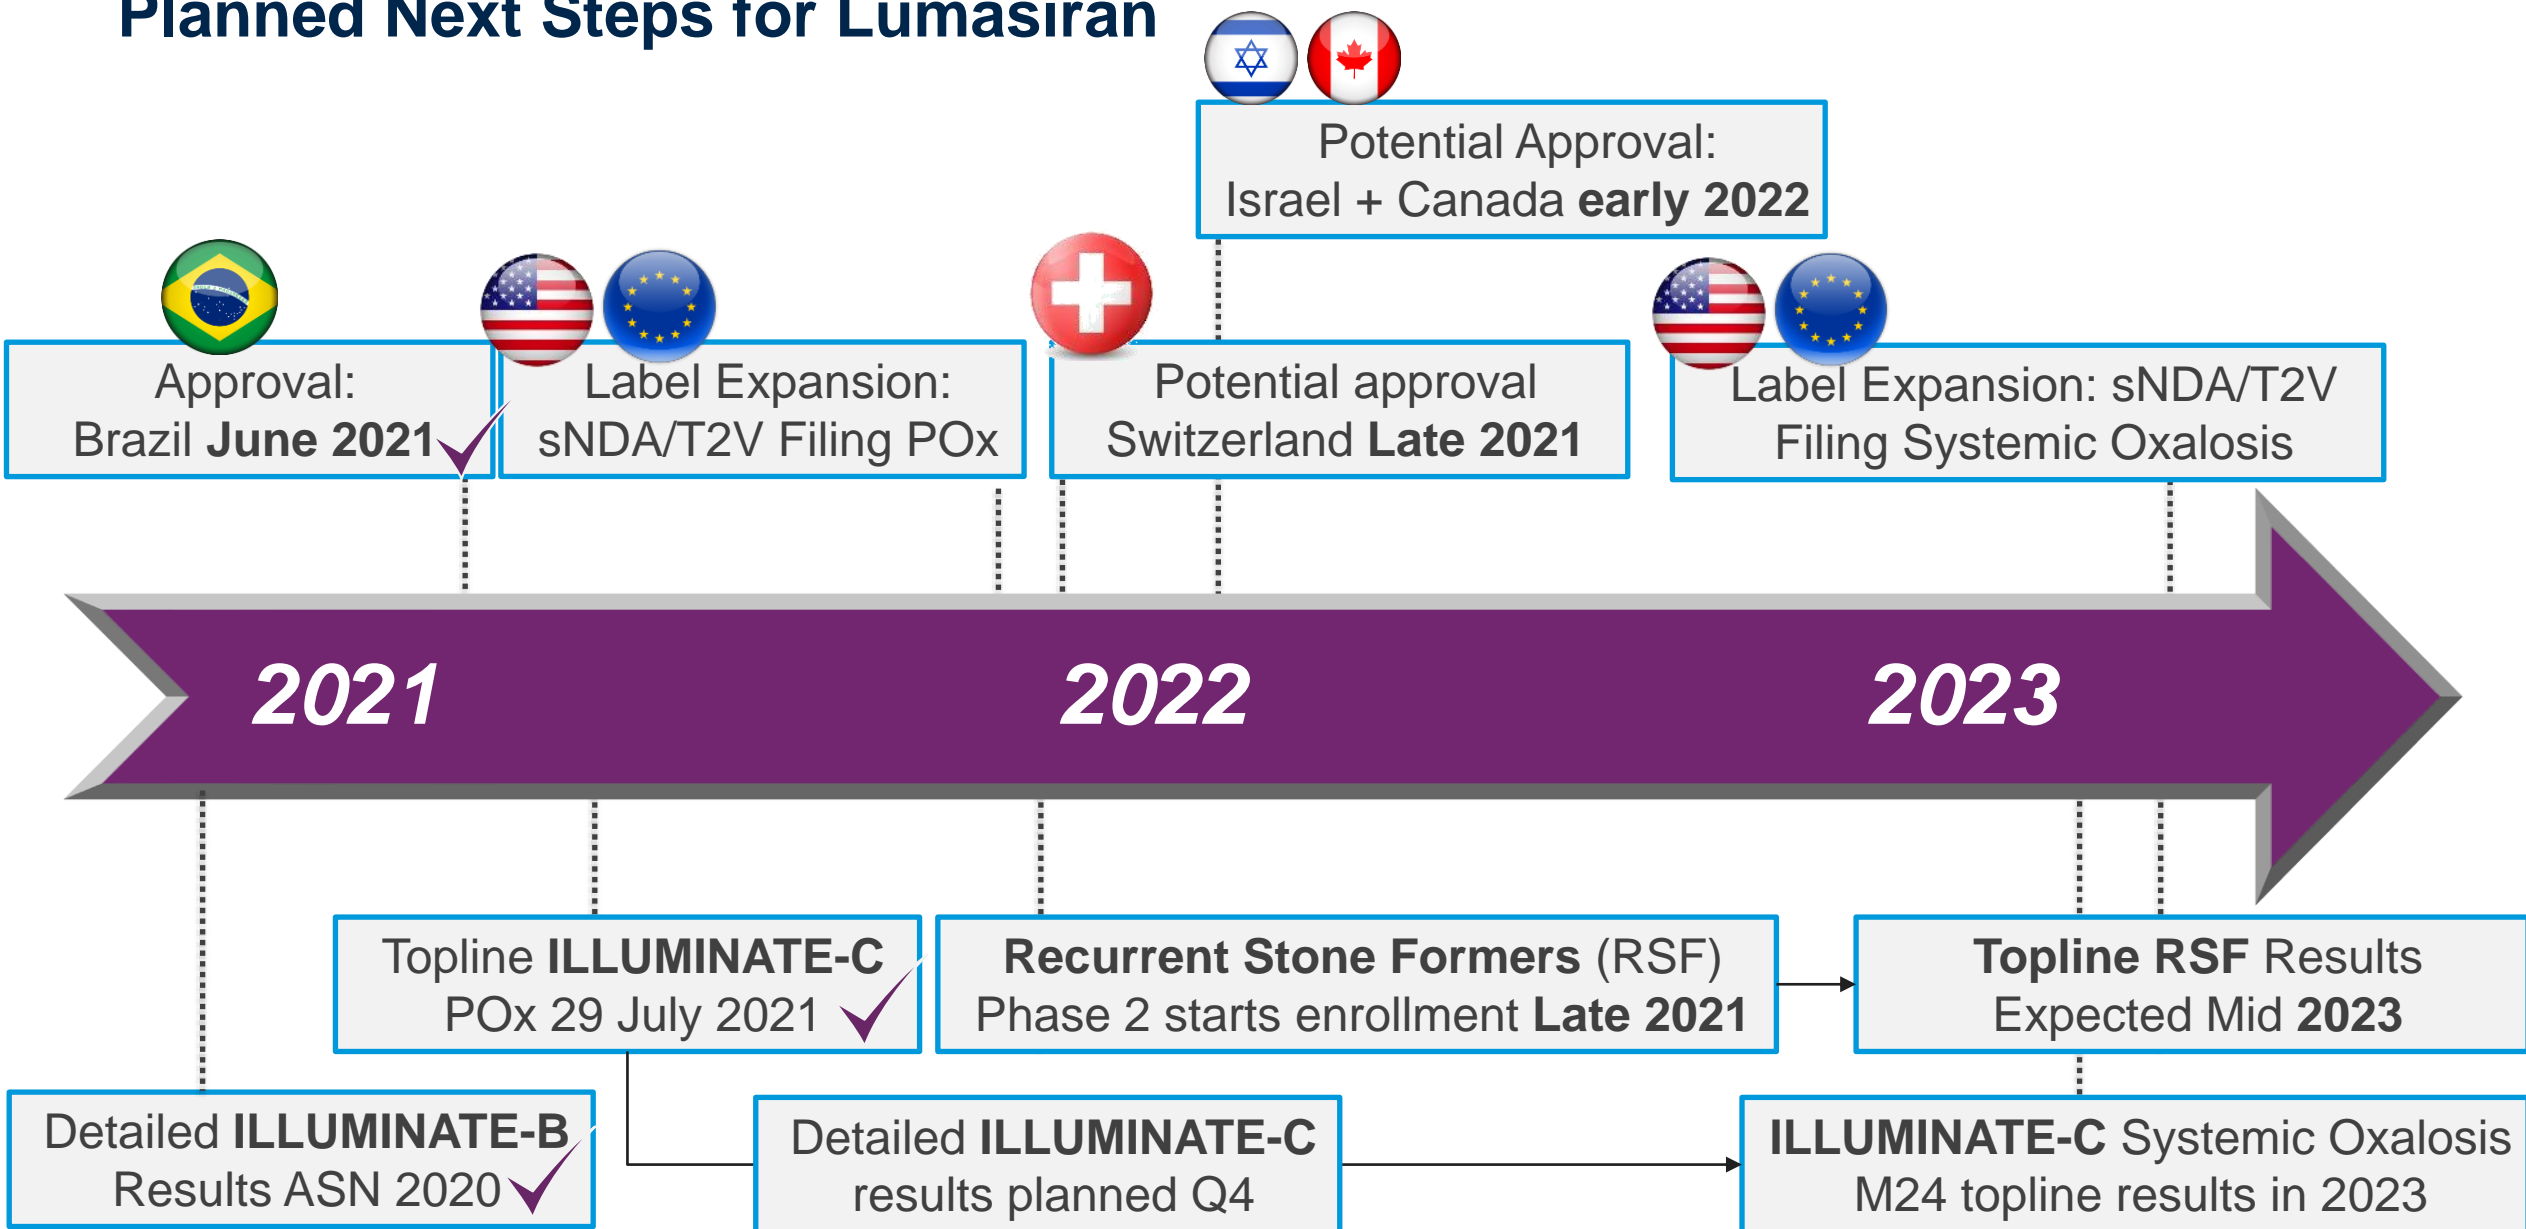 Planned Next Steps for Lumasiran
Potential Approval:
Israel + Canada early 2022
Approval:
Brazil June 2021
Label Expansion:
sNDA/T2V Filing POx
Potential approval
Switzerland Late 2021
Label Expansion: sNDA/T2V
Filing Systemic Oxalosis
2021
2022
2023
Topline ILLUMINATE-C
POx 29 July 2021
Recurrent Stone Formers (RSF)
Phase 2 starts enrollment Late 2021
Topline RSF Results
Expected Mid 2023
Detailed ILLUMINATE-B
Results ASN 2020
Detailed ILLUMINATE-C
results planned Q4
ILLUMINATE-C Systemic Oxalosis
M24 topline results in 2023